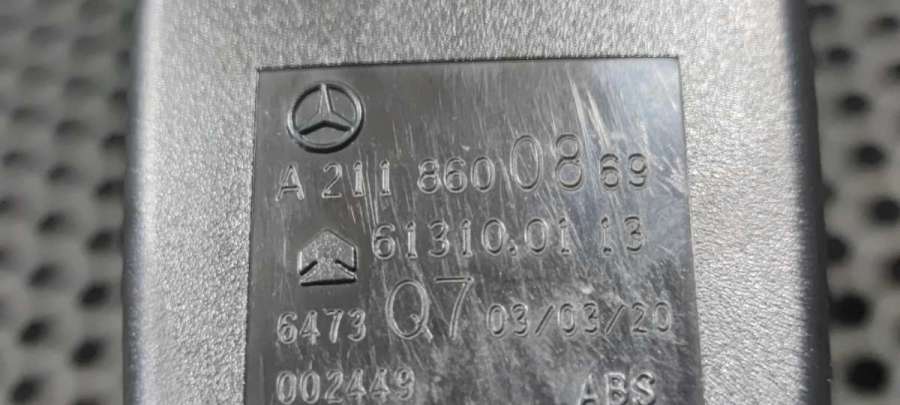 A 211 860 08 69
61310.01 13
6473 Q7 03/03/20
002449 ABS